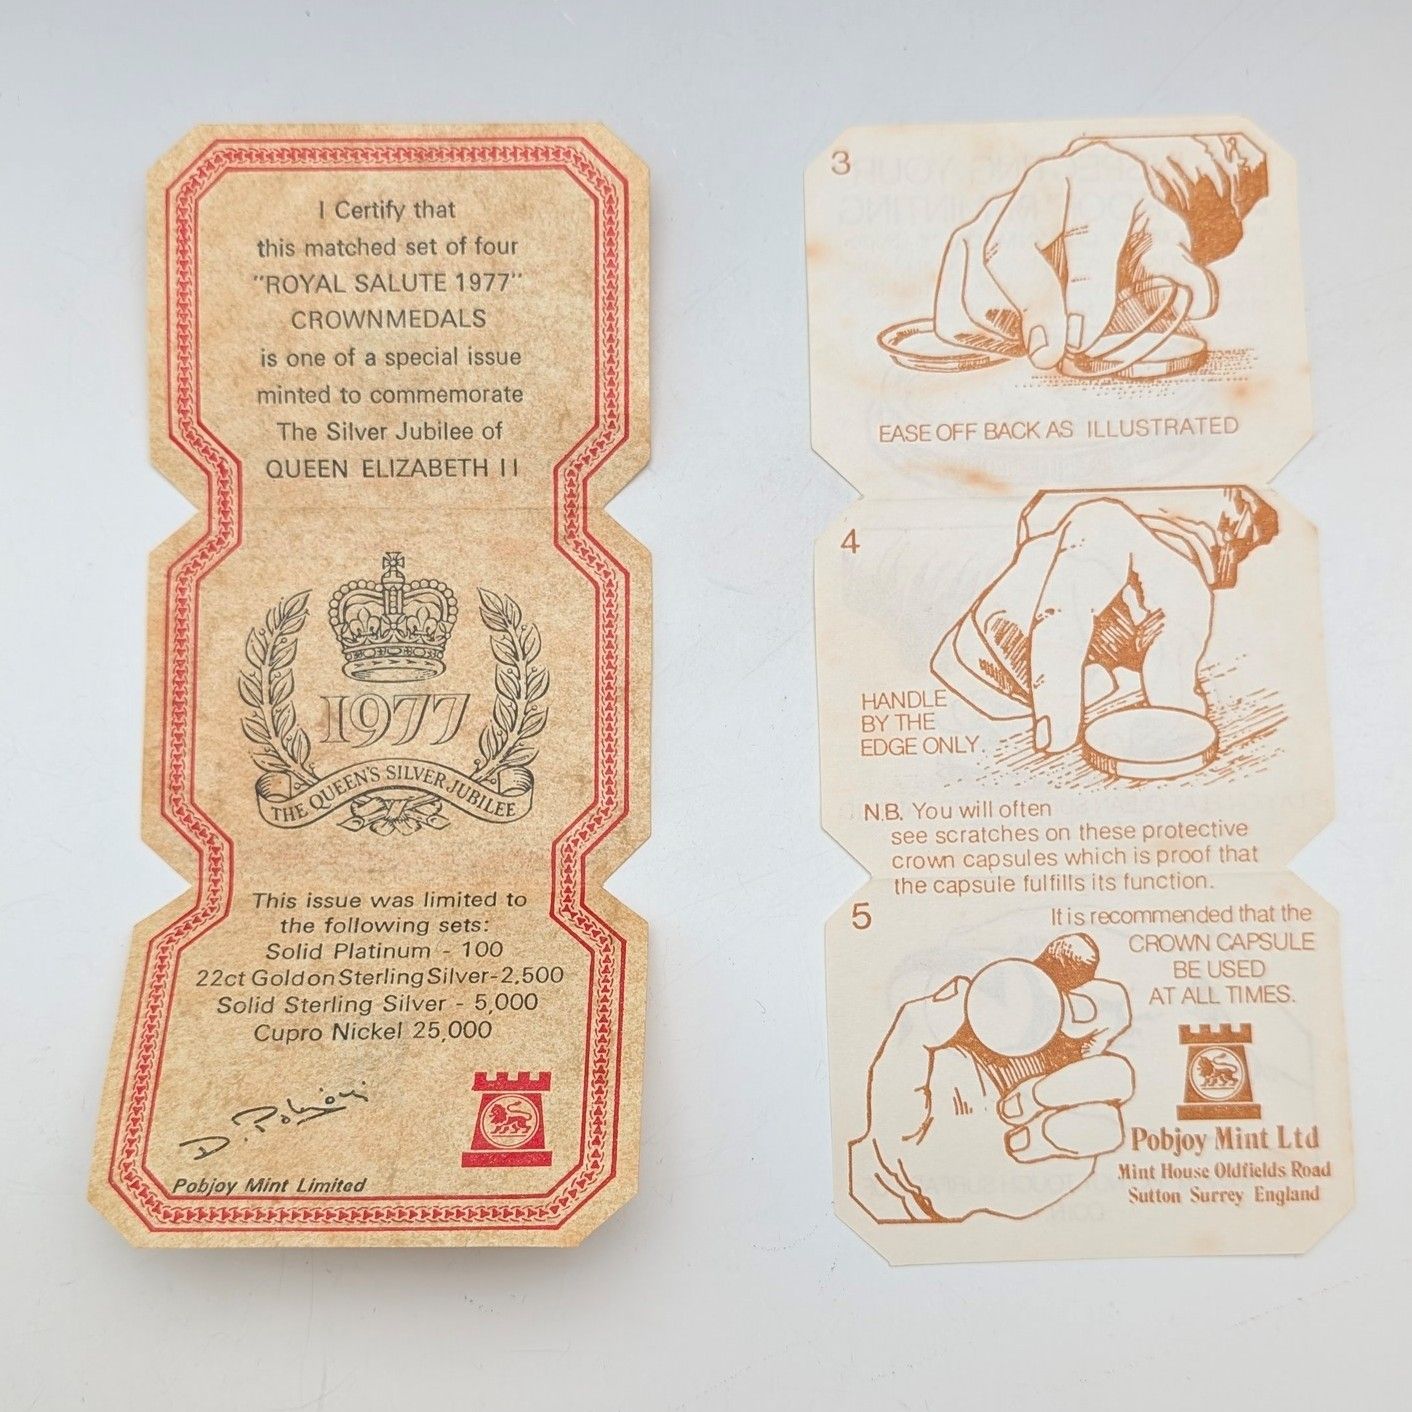 I Certify that
this matched set of four
"ROYAL SALUTE 1977"
CROWNMEDALS
is one of a special issue
minted to commemorate
The Silver Jubilee of
QUEEN ELIZABETH II
1977
THE QUEEN'S SILVER JUBILEE
This issue was limited to
the following sets:
Solid Platinum - 100
22ct Gold on Sterling Silver-2,500
Solid Sterling Silver - 5,000
Cupro Nickel 25,000
D. Pobjoy
Pobjoy Mint Limited
3
EASE OFF BACK AS ILLUSTRATED
4
HANDLE
BY THE
EDGE ONLY.
N.B. You will often
see scratches on these protective
crown capsules which is proof that
the capsule fulfills its function.
5
It is recommended that the
CROWN CAPSULE
BE USED
AT ALL TIMES.
Pobjoy Mint Ltd
Mint House Oldfields Road
Sutton Surrey England